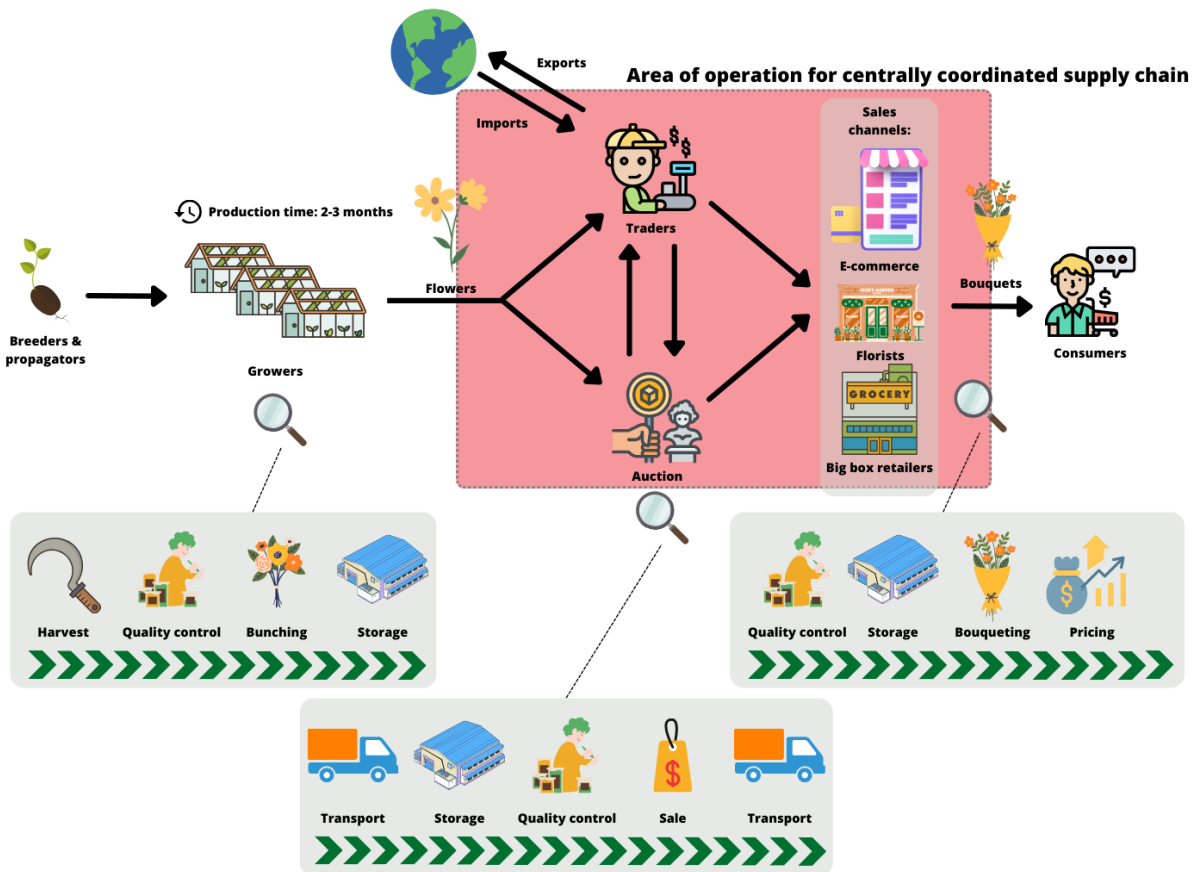 Exports
Area of operation for centrally coordinated supply chain
Imports
Sales
channels:
Production time: 2-3 months
Traders
E-commerce
Flowers
Bouquets
Breeders &
propagators
Growers
Florists
Consumers
GROCERY
Auction
Big box retailers
Harvest
Quality control
Bunching
Storage
Quality control
Storage
Bouqueting
Pricing
Transport
Storage
Quality control
Sale
Transport